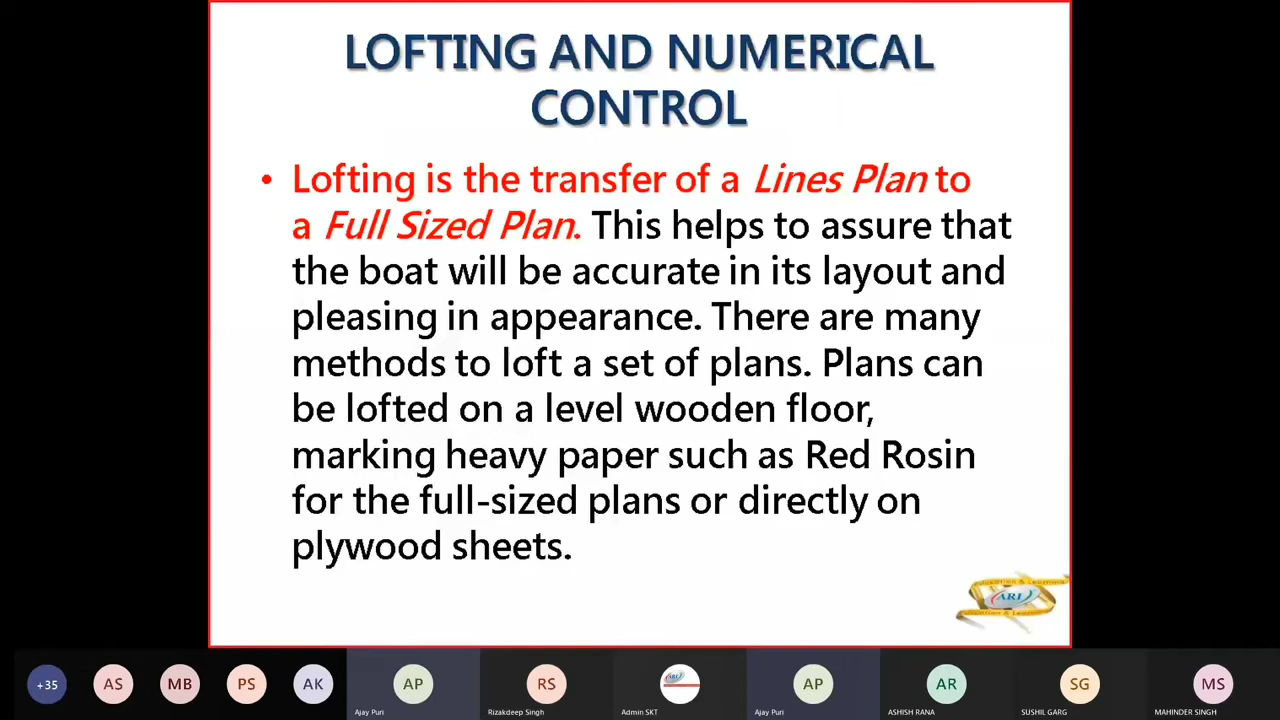 LOFTING AND NUMERICAL
CONTROL
• Lofting is the transfer of a Lines Plan to
a Full Sized Plan. This helps to assure that
the boat will be accurate in its layout and
pleasing in appearance. There are many
methods to loft a set of plans. Plans can
be lofted on a level wooden floor,
marking heavy paper such as Red Rosin
for the full-sized plans or directly on
plywood sheets.
ARI
+35
AS
MB
PS
AK
AP
Ajay Puri
RS
Rizakdeep Singh
Admin SKT
AP
Ajay Puri
AR
ASHISH RANA
SG
SUSHIL GARG
MS
MAHINDER SINGH